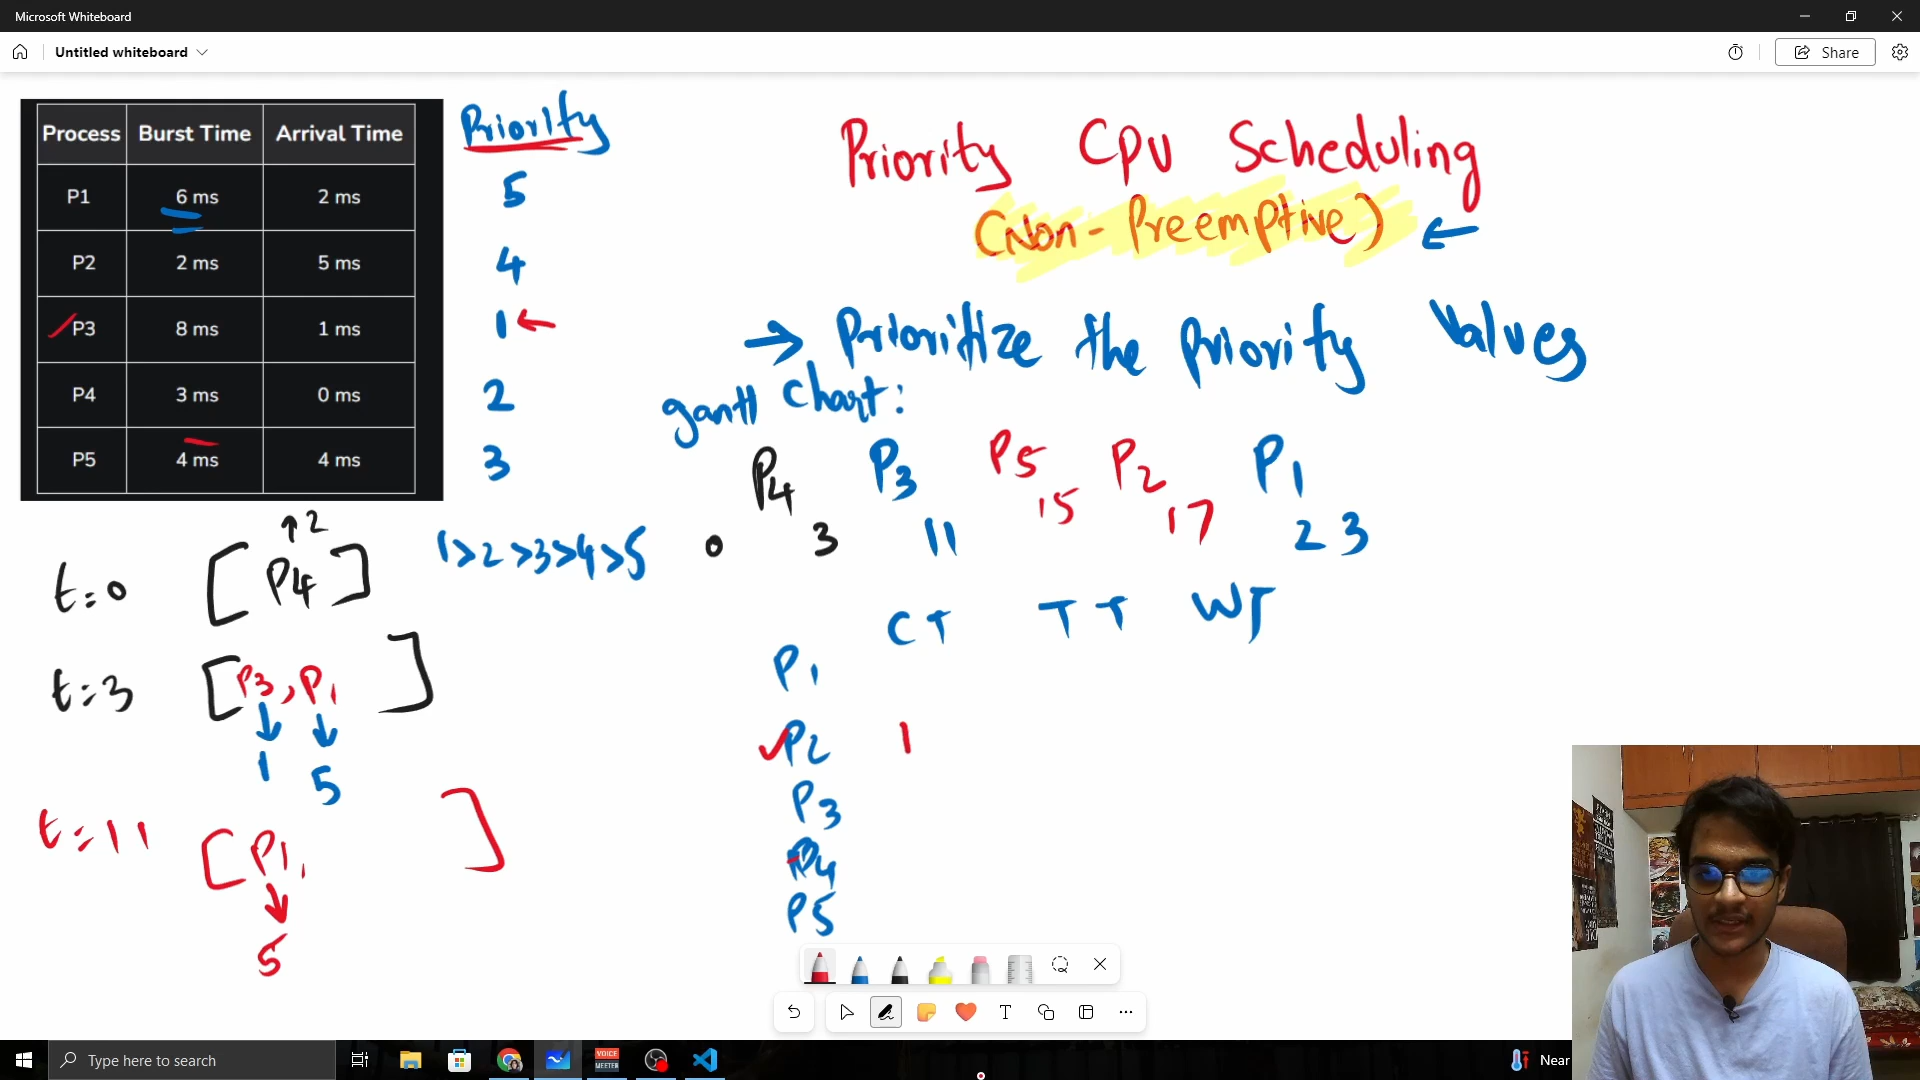 Microsoft Whiteboard
Untitled whiteboard
Share
Process Burst Time Arrival Time Priority
P1 6 ms 2 ms 5
P2 2 ms 5 ms 4
P3 8 ms 1 ms 1
P4 3 ms 0 ms 2
P5 4 ms 4 ms 3
Priority CPU Scheduling
(Non - Preemptive)
Prioritize the priority values
gantt chart:
P4 P3 P5 P2 P1
0 3 11 15 17 23
1>2>3>4>5
2
t=0 [P4]
t=3 [P3, P1 ]
1 5
t=11 [P1, ]
5
CT TT WT
P1
P2 1
P3
P4
P5
T
VOICE
MEETER
Type here to search
Near